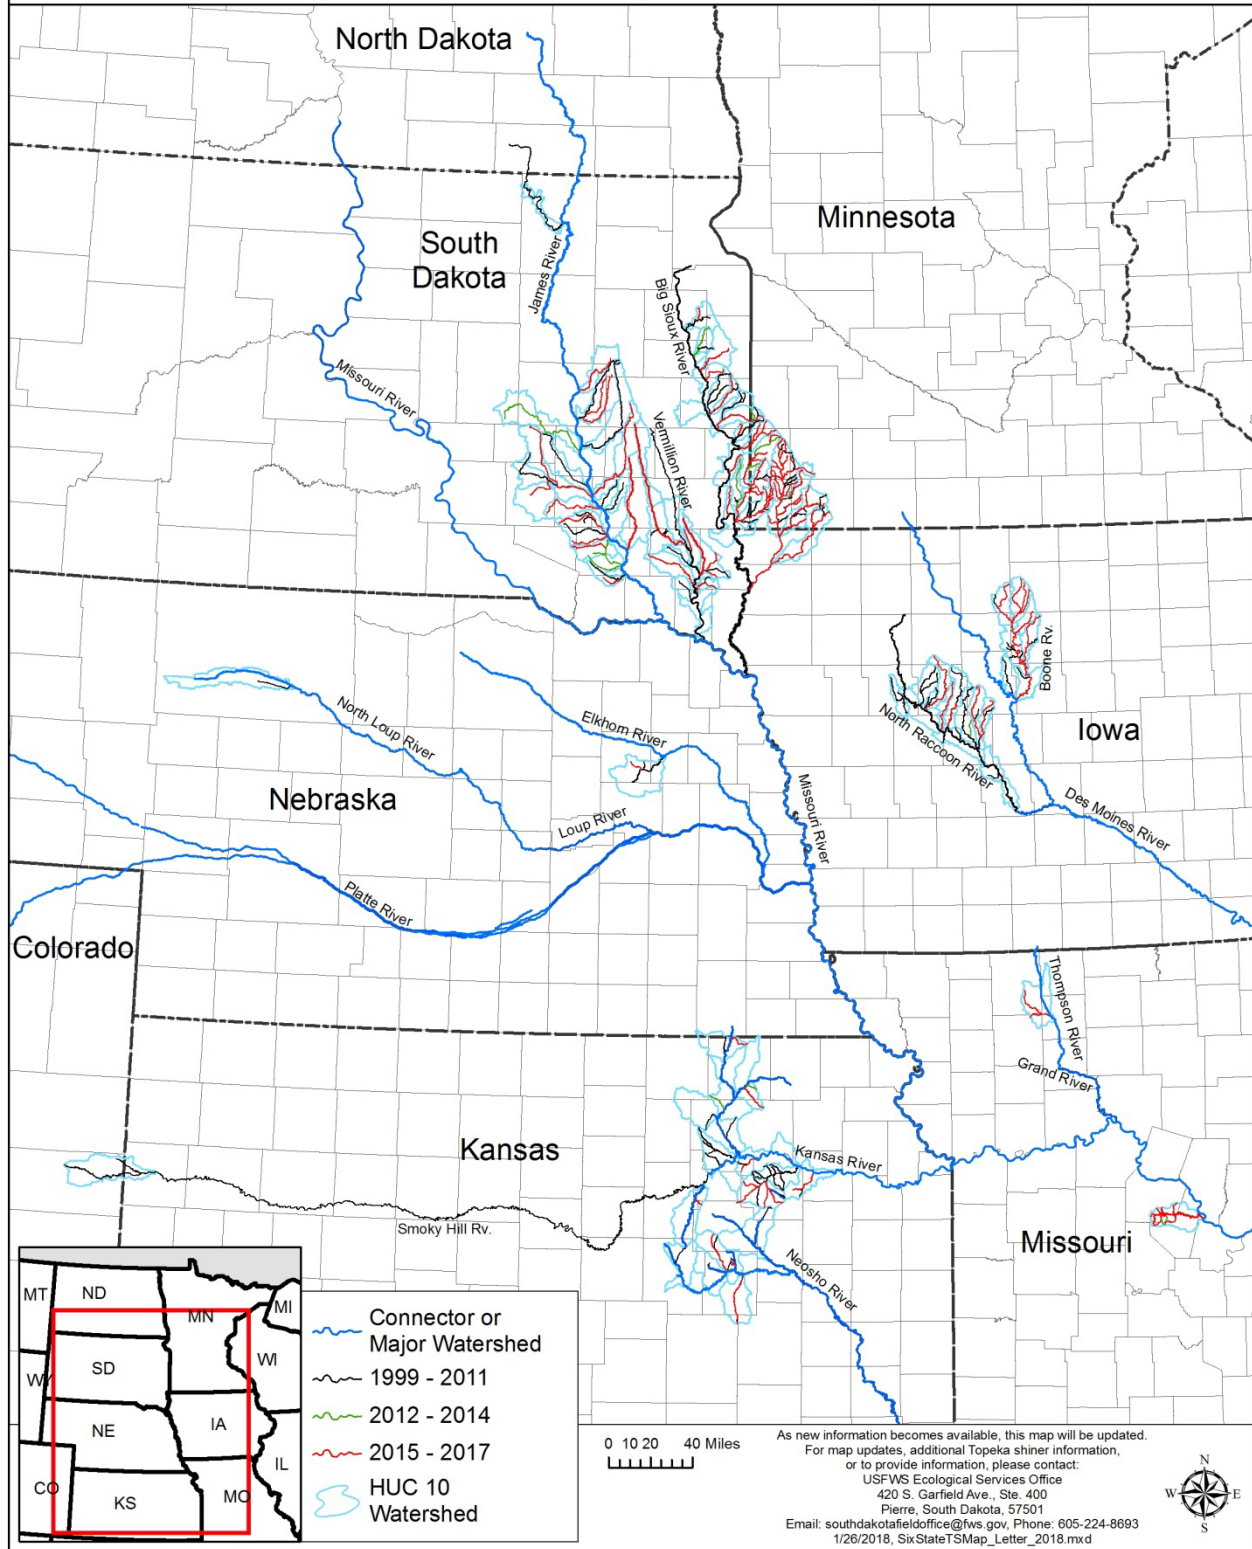 North Dakota
Minnesota
South
Dakota
James River
Big Sioux River
Missouri River
Vermillion River
Boone Rv.
North Raccoon River
Iowa
North Loup River
Elkhorn River
Missouri River
Nebraska
Loup River
Des Moines River
Platte River
Colorado
Thompson River
Grand River
Kansas
Kansas River
Smoky Hill Rv.
Missouri
Neosho River
MT
ND
MN
MI
WI
WY
SD
NE
IA
IL
CO
KS
MO
Connector or
Major Watershed
1999 - 2011
2012 - 2014
2015 - 2017
HUC 10
Watershed
0 10 20 40 Miles
As new information becomes available, this map will be updated.
For map updates, additional Topeka shiner information,
or to provide information, please contact:
USFWS Ecological Services Office
420 S. Garfield Ave., Ste. 400
Pierre, South Dakota, 57501
Email: southdakotafieldoffice@fws.gov, Phone: 605-224-8693
1/26/2018, SixStateTSMap_Letter_2018.mxd
N
W E
S